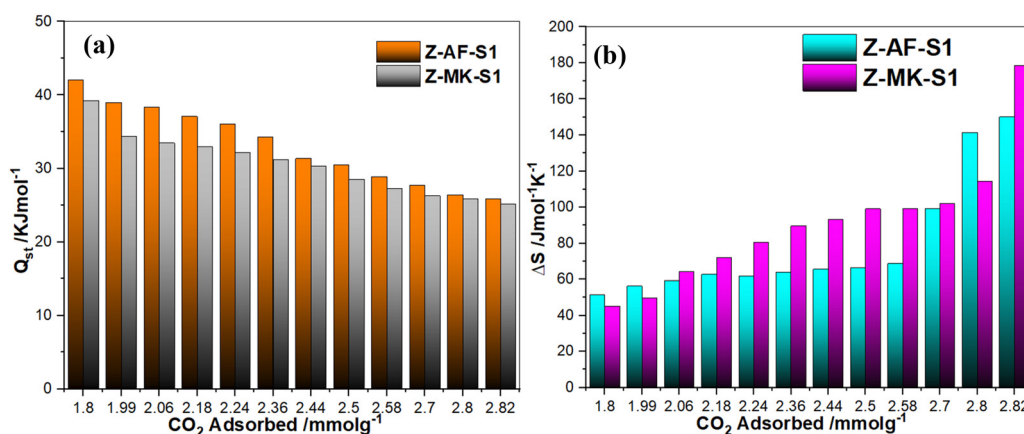 (a)
Z-AF-S1
Z-MK-S1
Qst /KJmol-1
50
40
30
20
10
0
1.8 1.99 2.06 2.18 2.24 2.36 2.44 2.5 2.58 2.7 2.8 2.82
CO2 Adsorbed /mmolg-1
(b)
Z-AF-S1
Z-MK-S1
ΔS /Jmol-1K-1
200
180
160
140
120
100
80
60
40
20
0
1.8 1.99 2.06 2.18 2.24 2.36 2.44 2.5 2.58 2.7 2.8 2.82
CO2 Adsorbed /mmolg-1